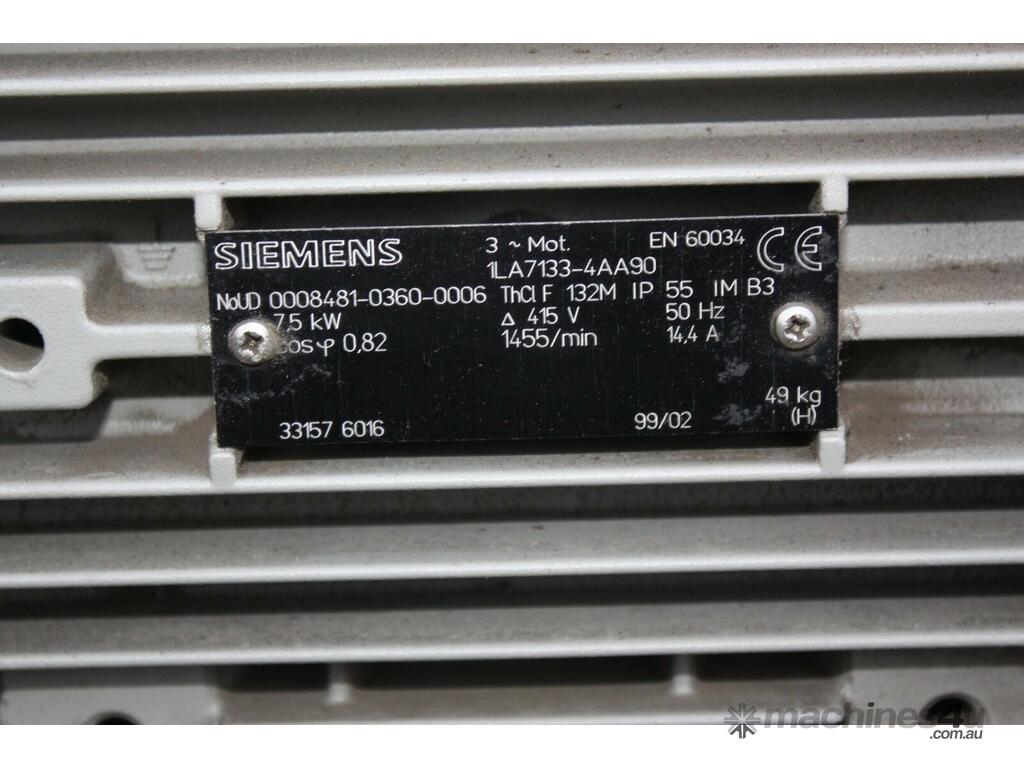 SIEMENS 3 ~ Mot. EN 60034 CE
1LA7133-4AA90
NoUD 0008481-0360-0006 ThCl F 132M IP 55 IM B3
7,5 kW Δ 415 V 50 Hz
cos φ 0,82 1455/min 14,4 A
49 kg
33157 6016 99/02 (H)
machines4u
.com.au